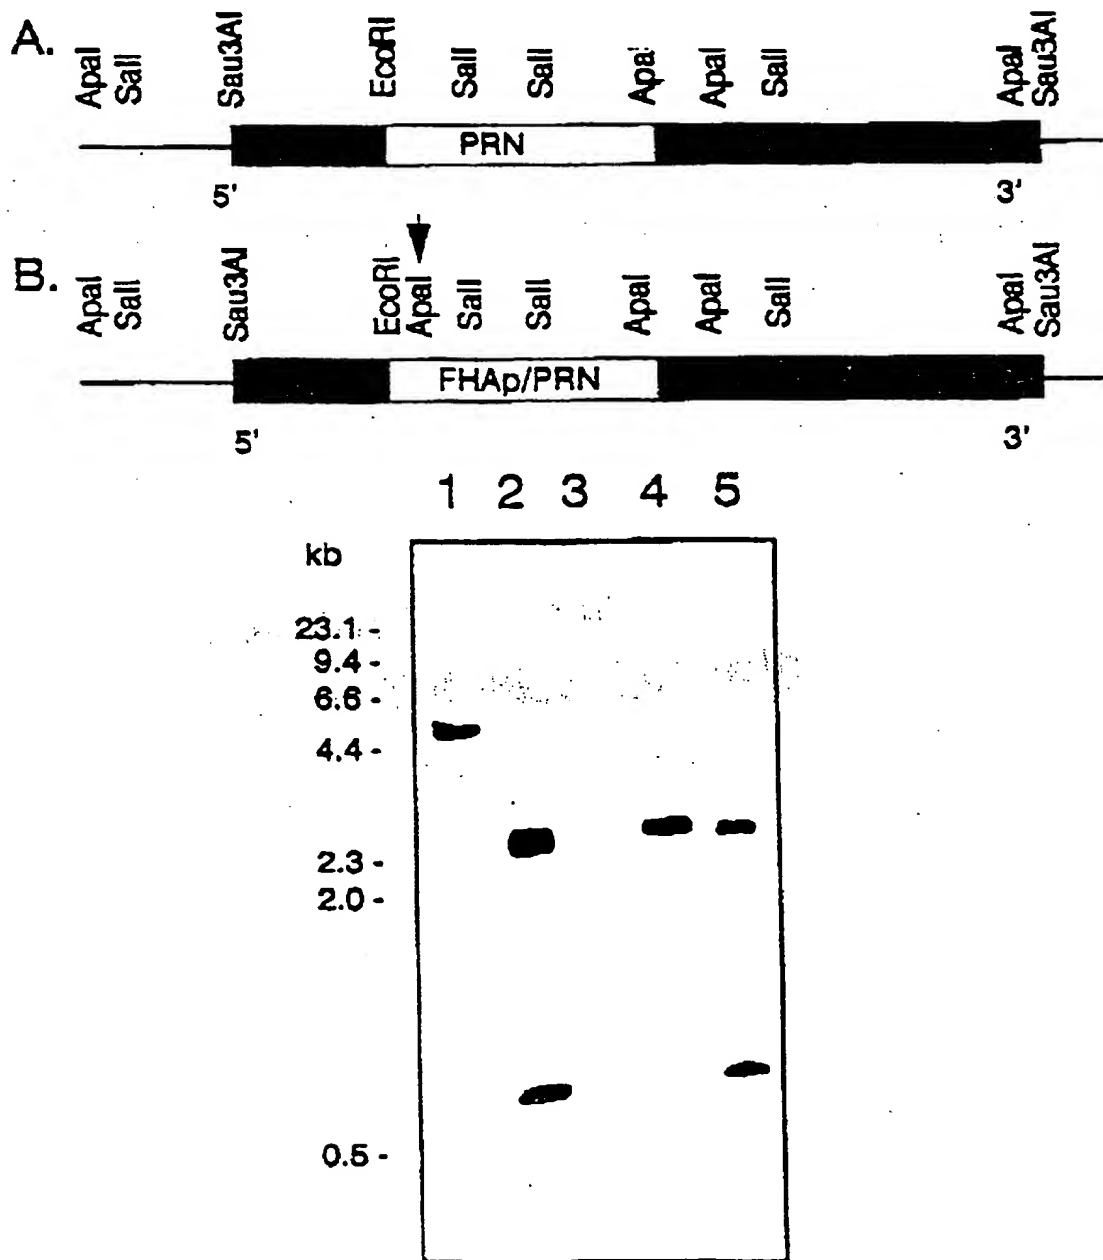 A.
ApaI SalI Sau3AI EcoRI SalI SalI ApaI ApaI SalI ApaI Sau3AI
PRN
5' 3'
B.
ApaI SalI Sau3AI EcoRI ApaI SalI SalI ApaI ApaI SalI ApaI Sau3AI
FHAp/PRN
5' 3'
1 2 3 4 5
kb
23.1 -
9.4 -
6.6 -
4.4 -
2.3 -
2.0 -
0.5 -